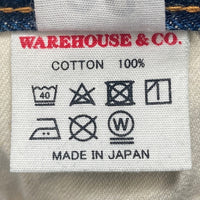 WAREHOUSE & CO.
COTTON 100%
40
W
MADE IN JAPAN